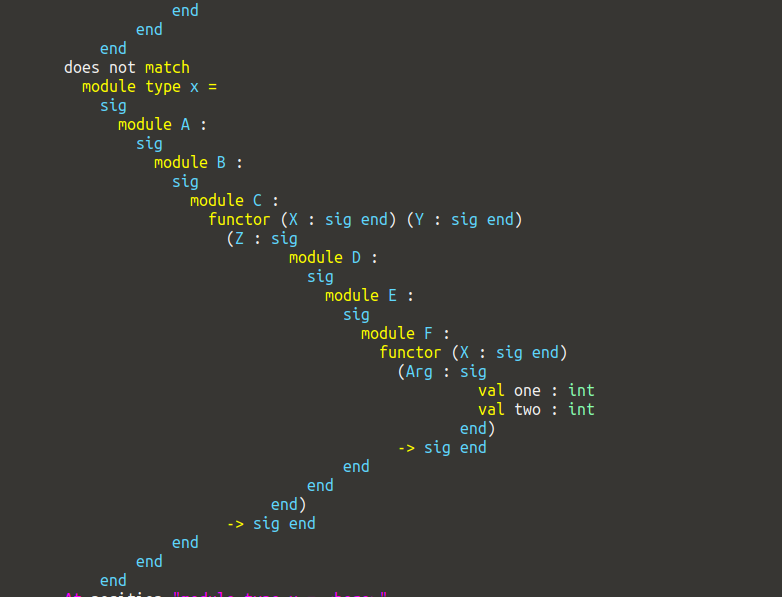 end
end
end
does not match
module type x =
sig
module A :
sig
module B :
sig
module C :
functor (X : sig end) (Y : sig end)
(Z : sig
module D :
sig
module E :
sig
module F :
functor (X : sig end)
(Arg : sig
val one : int
val two : int
end)
-> sig end
end
end
end)
-> sig end
end
end
end